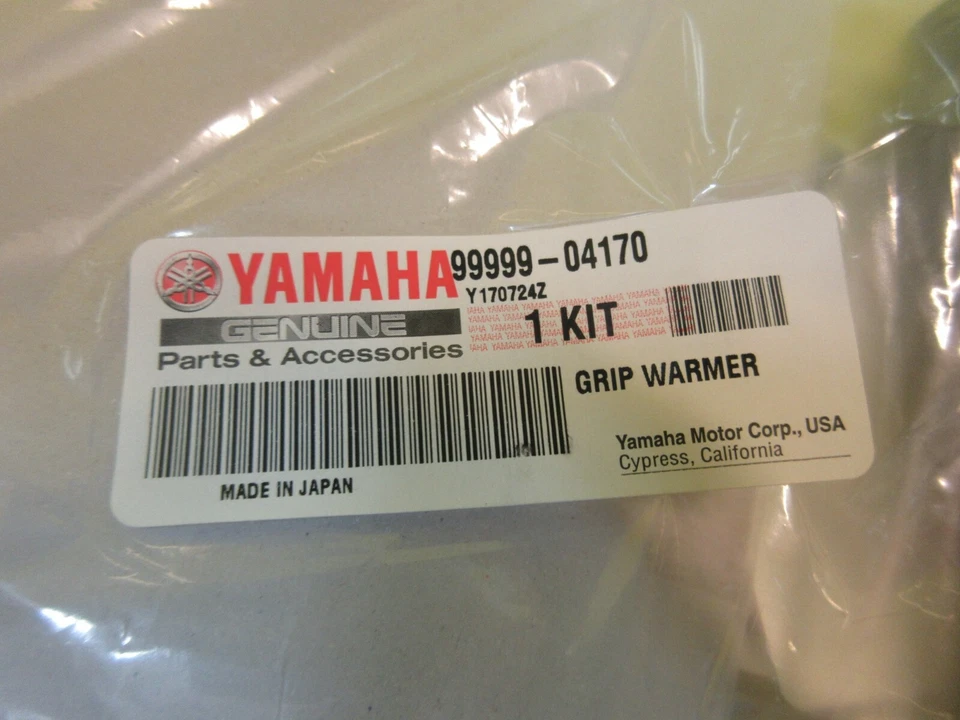 YAMAHA 99999-04170
Y170724Z
GENUINE 1 KIT
Parts & Accessories
GRIP WARMER
Yamaha Motor Corp., USA
Cypress, California
MADE IN JAPAN